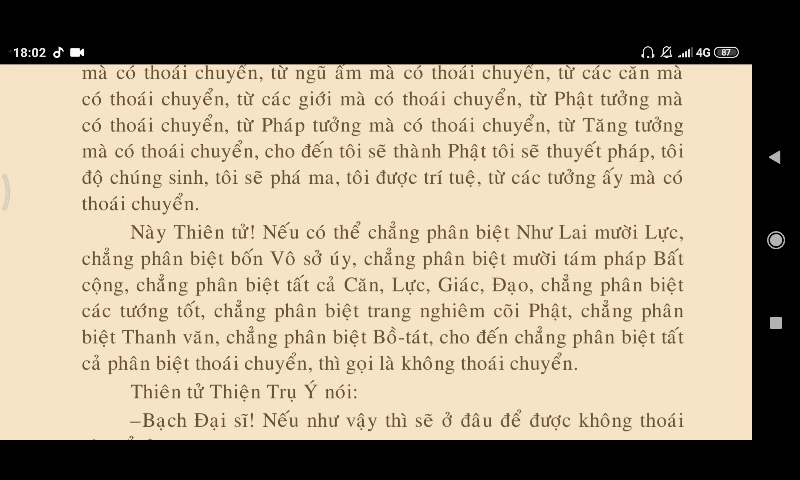 18:02
4G 87
mà có thoái chuyển, từ ngũ ấm mà có thoái chuyển, từ các căn mà
có thoái chuyển, từ các giới mà có thoái chuyển, từ Phật tưởng mà
có thoái chuyển, từ Pháp tưởng mà có thoái chuyển, từ Tăng tưởng
mà có thoái chuyển, cho đến tôi sẽ thành Phật tôi sẽ thuyết pháp, tôi
độ chúng sinh, tôi sẽ phá ma, tôi được trí tuệ, từ các tưởng ấy mà có
thoái chuyển.
Này Thiên tử! Nếu có thể chẳng phân biệt Như Lai mười Lực,
chẳng phân biệt bốn Vô sở úy, chẳng phân biệt mười tám pháp Bất
cộng, chẳng phân biệt tất cả Căn, Lực, Giác, Đạo, chẳng phân biệt
các tướng tốt, chẳng phân biệt trang nghiêm cõi Phật, chẳng phân
biệt Thanh văn, chẳng phân biệt Bồ-tát, cho đến chẳng phân biệt tất
cả phân biệt thoái chuyển, thì gọi là không thoái chuyển.
Thiên tử Thiện Trụ Ý nói:
–Bạch Đại sĩ! Nếu như vậy thì sẽ ở đâu để được không thoái